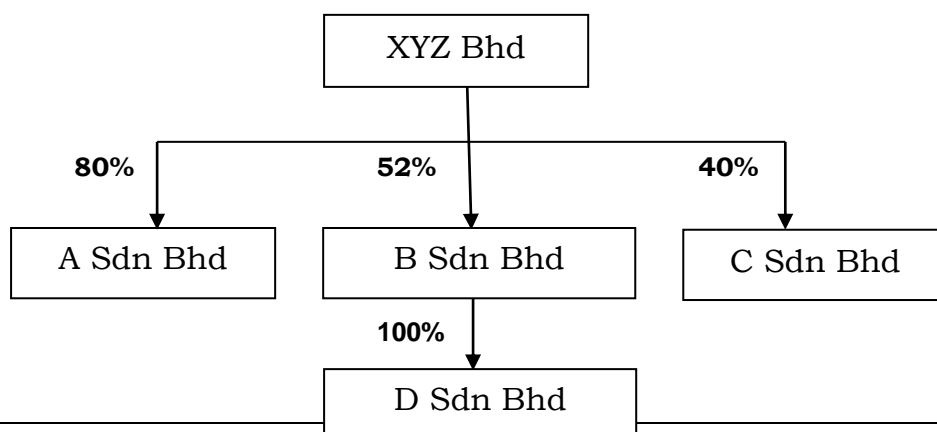 XYZ Bhd
80%
52%
40%
A Sdn Bhd
B Sdn Bhd
C Sdn Bhd
100%
D Sdn Bhd